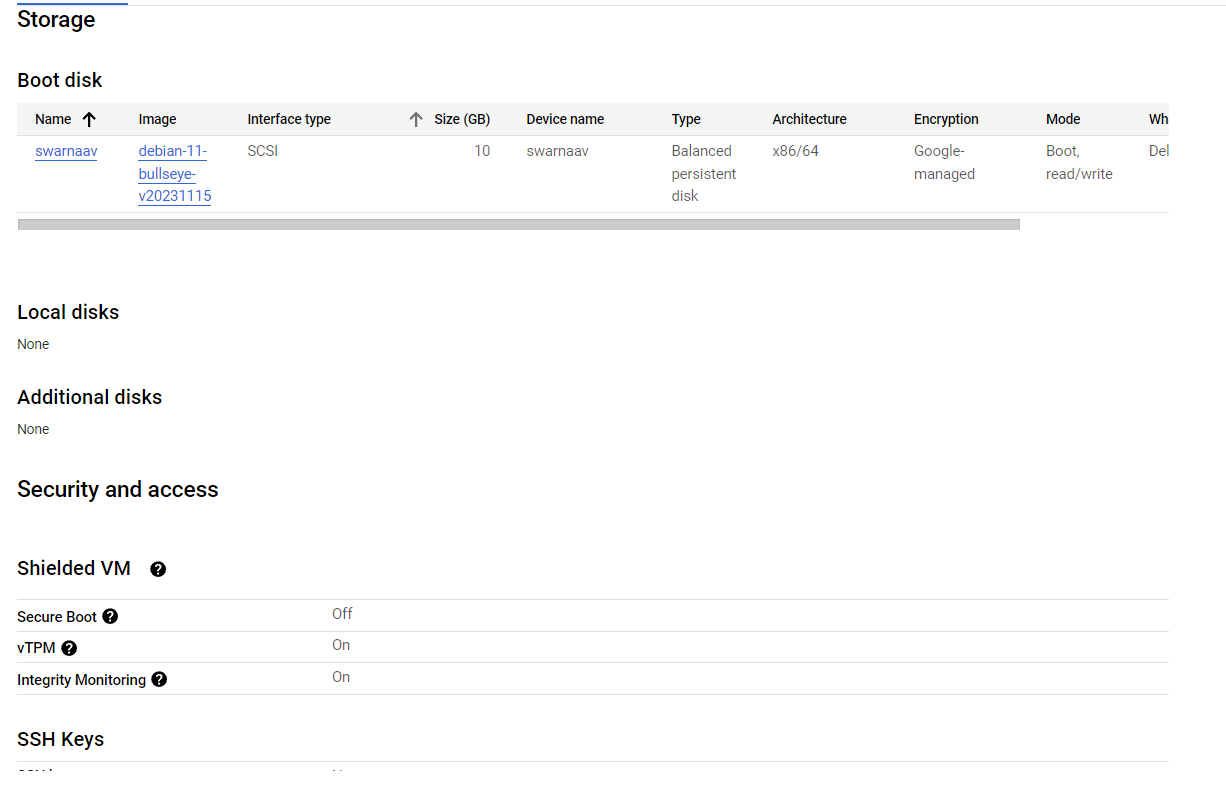 Storage
Boot disk
Name Image Interface type Size (GB) Device name Type Architecture Encryption Mode Wh
swarnaav debian-11- SCSI 10 swarnaav Balanced x86/64 Google- Boot, Del
bullseye- persistent managed read/write
v20231115 disk
Local disks
None
Additional disks
None
Security and access
Shielded VM
Secure Boot Off
vTPM On
Integrity Monitoring On
SSH Keys